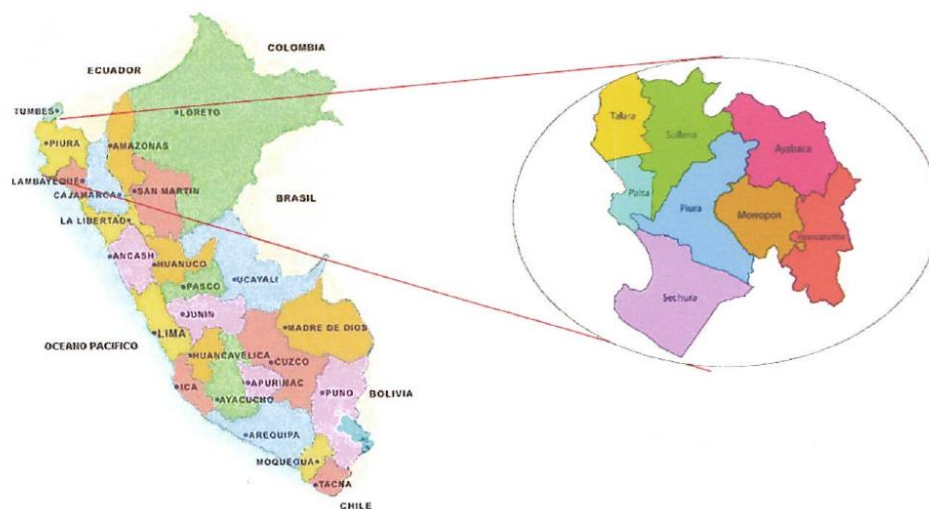 COLOMBIA
ECUADOR
TUMBES
LORETO
PIURA
AMAZONAS
LAMBAYEQUE
CAJAMARCA
SAN MARTIN
BRASIL
LA LIBERTAD
ANCASH
HUANUCO
UCAYALI
PASCO
JUNIN
LIMA
MADRE DE DIOS
OCEANO PACIFICO
HUANCAVELICA
CUZCO
ICA
APURIMAC
PUNO
BOLIVIA
AYACUCHO
AREQUIPA
MOQUEGUA
TACNA
CHILE
Talara
Sullana
Ayabaca
Paita
Piura
Morropon
Sechura